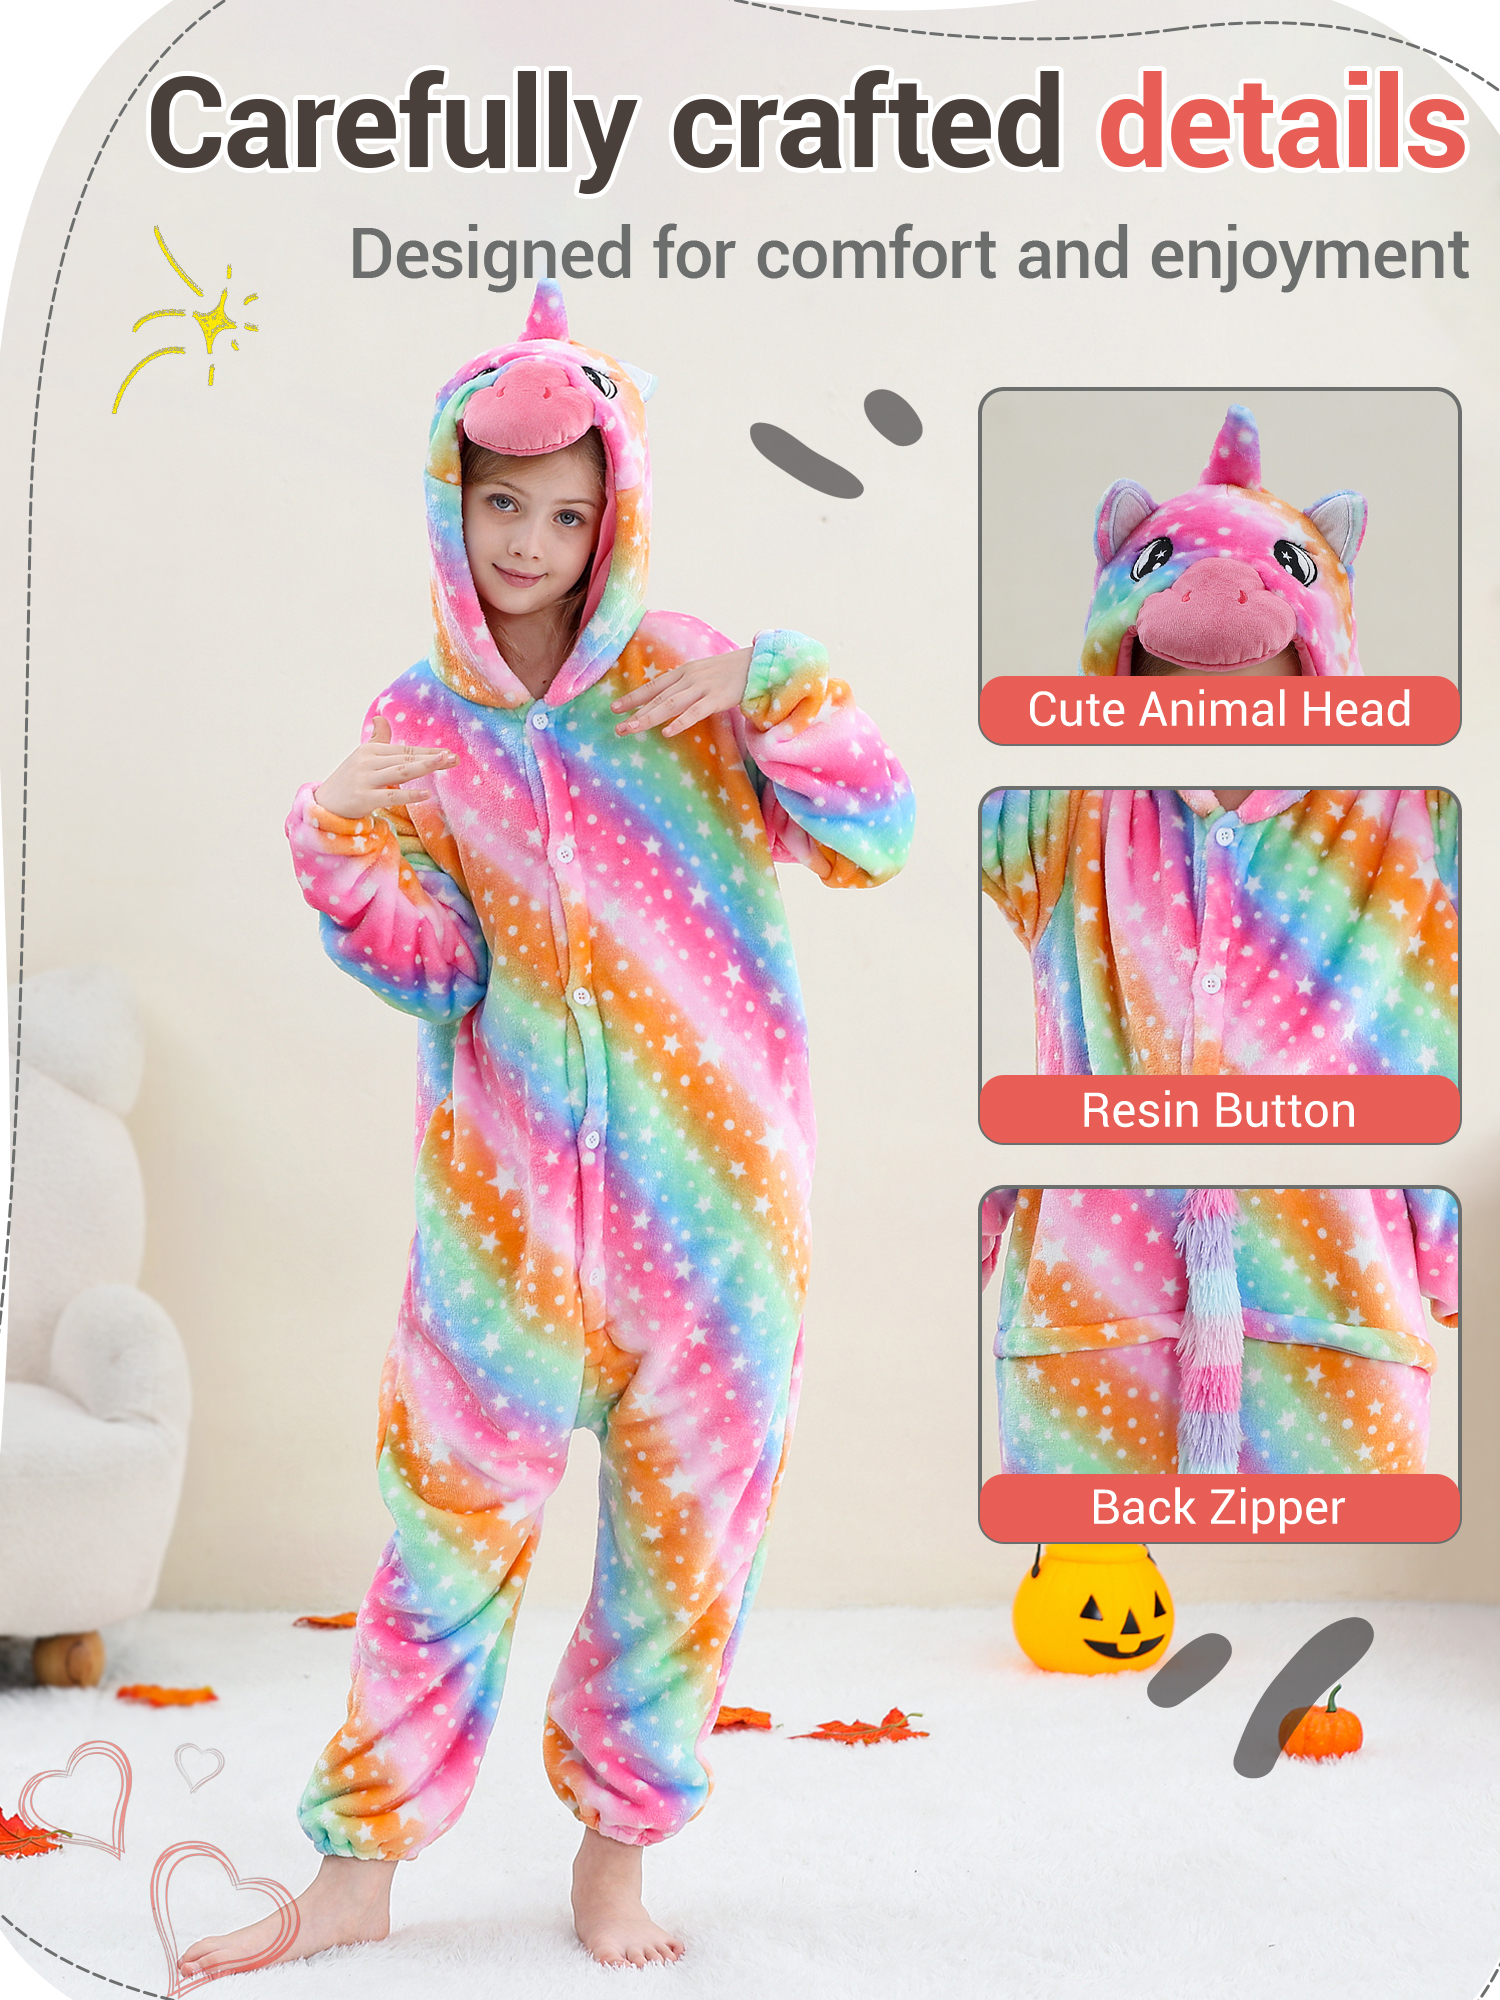 Carefully crafted details
Designed for comfort and enjoyment
Cute Animal Head
Resin Button
Back Zipper